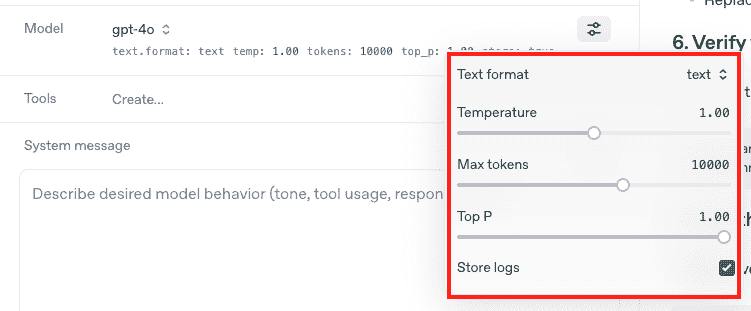 Model gpt-4o
text.format: text temp: 1.00 tokens: 10000 top_p: 1.00 store: true
Tools Create...
System message
Describe desired model behavior (tone, tool usage, respon
Text format text
Temperature 1.00
Max tokens 10000
Top P 1.00
Store logs
6. Verify